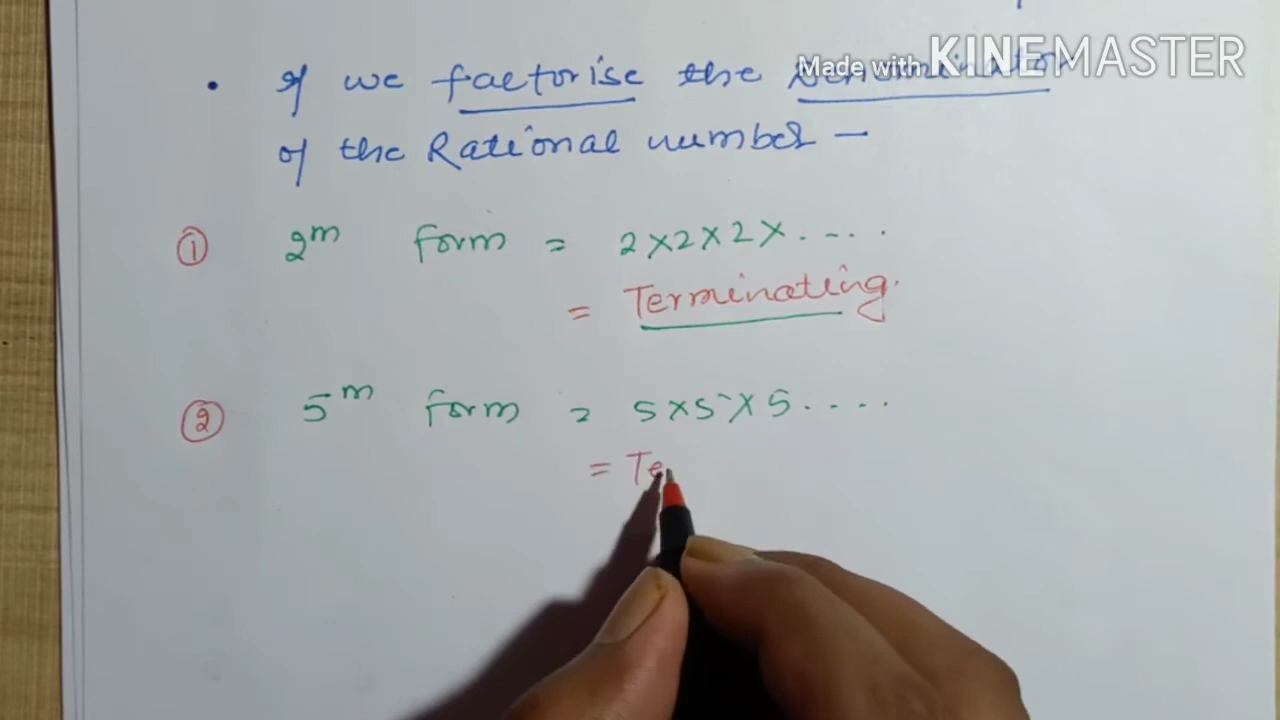 Made with KINEMASTER
• If we factorise the Denominator
of the Rational number —
① 2^m form = 2×2×2×.....
= Terminating.
② 5^m form = 5×5×5....
= Te